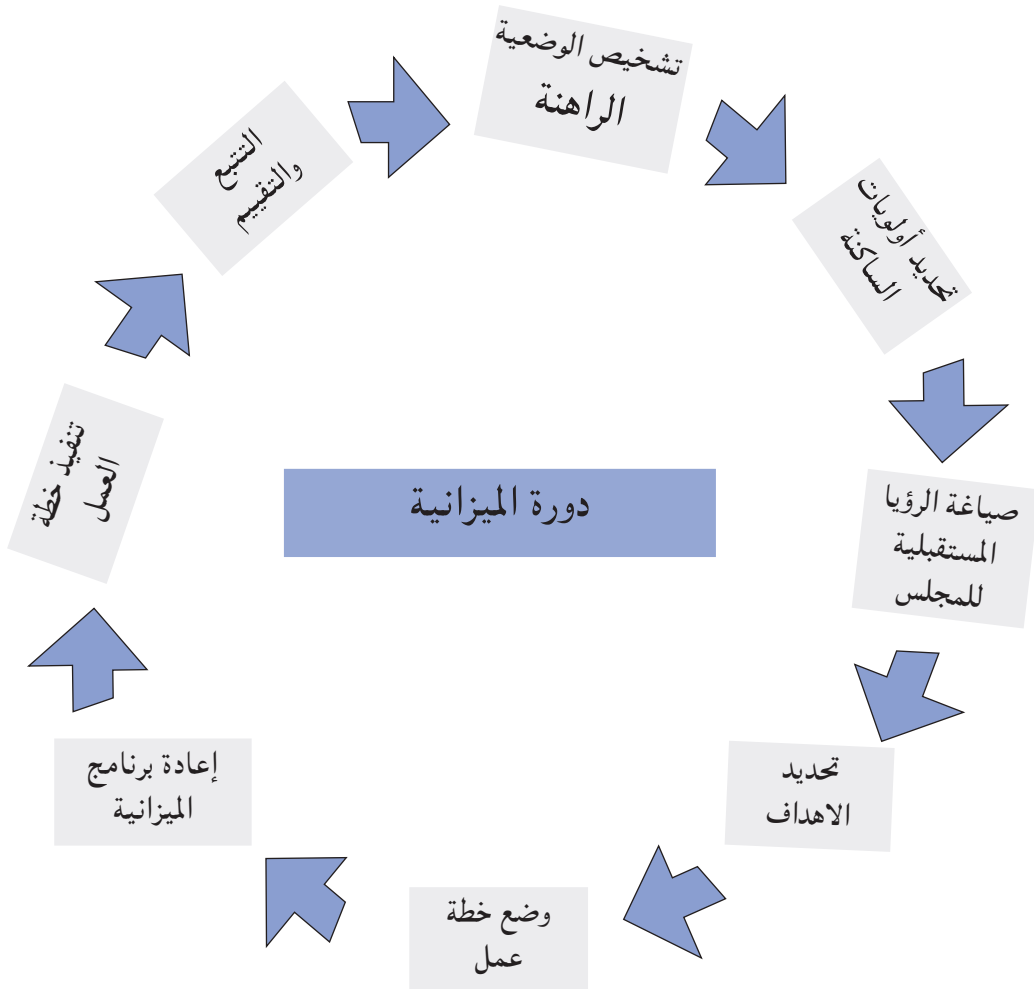 تشخيص الوضعية
الراهنة
تحديد أولويات
الساكنة
صياغة الرؤيا
المستقبلية
للمجلس
تحديد
الاهداف
وضع خطة
عمل
إعادة برنامج
الميزانية
تنفيذ خطة
العمل
التتبع
والتقييم
دورة الميزانية